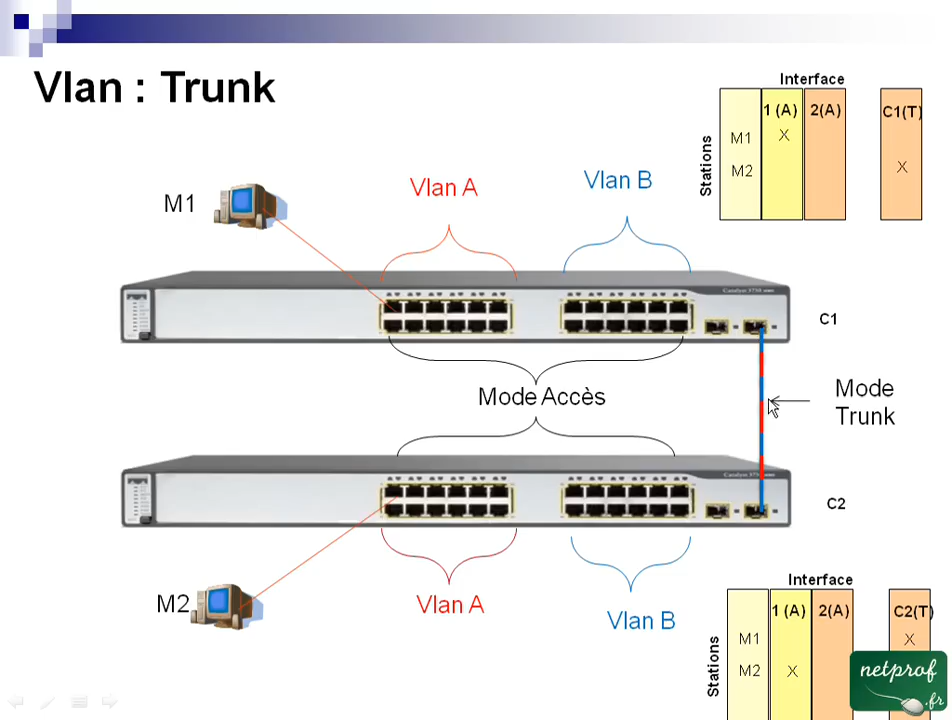 Vlan : Trunk
Interface
1 (A) 2(A) C1(T)
Stations
M1 X
M2 X
M1
Vlan A
Vlan B
C1
Mode Accès
Mode
Trunk
C2
M2
Vlan A
Vlan B
Interface
1 (A) 2(A) C2(T)
Stations
M1 X
M2 X
netprof
.fr